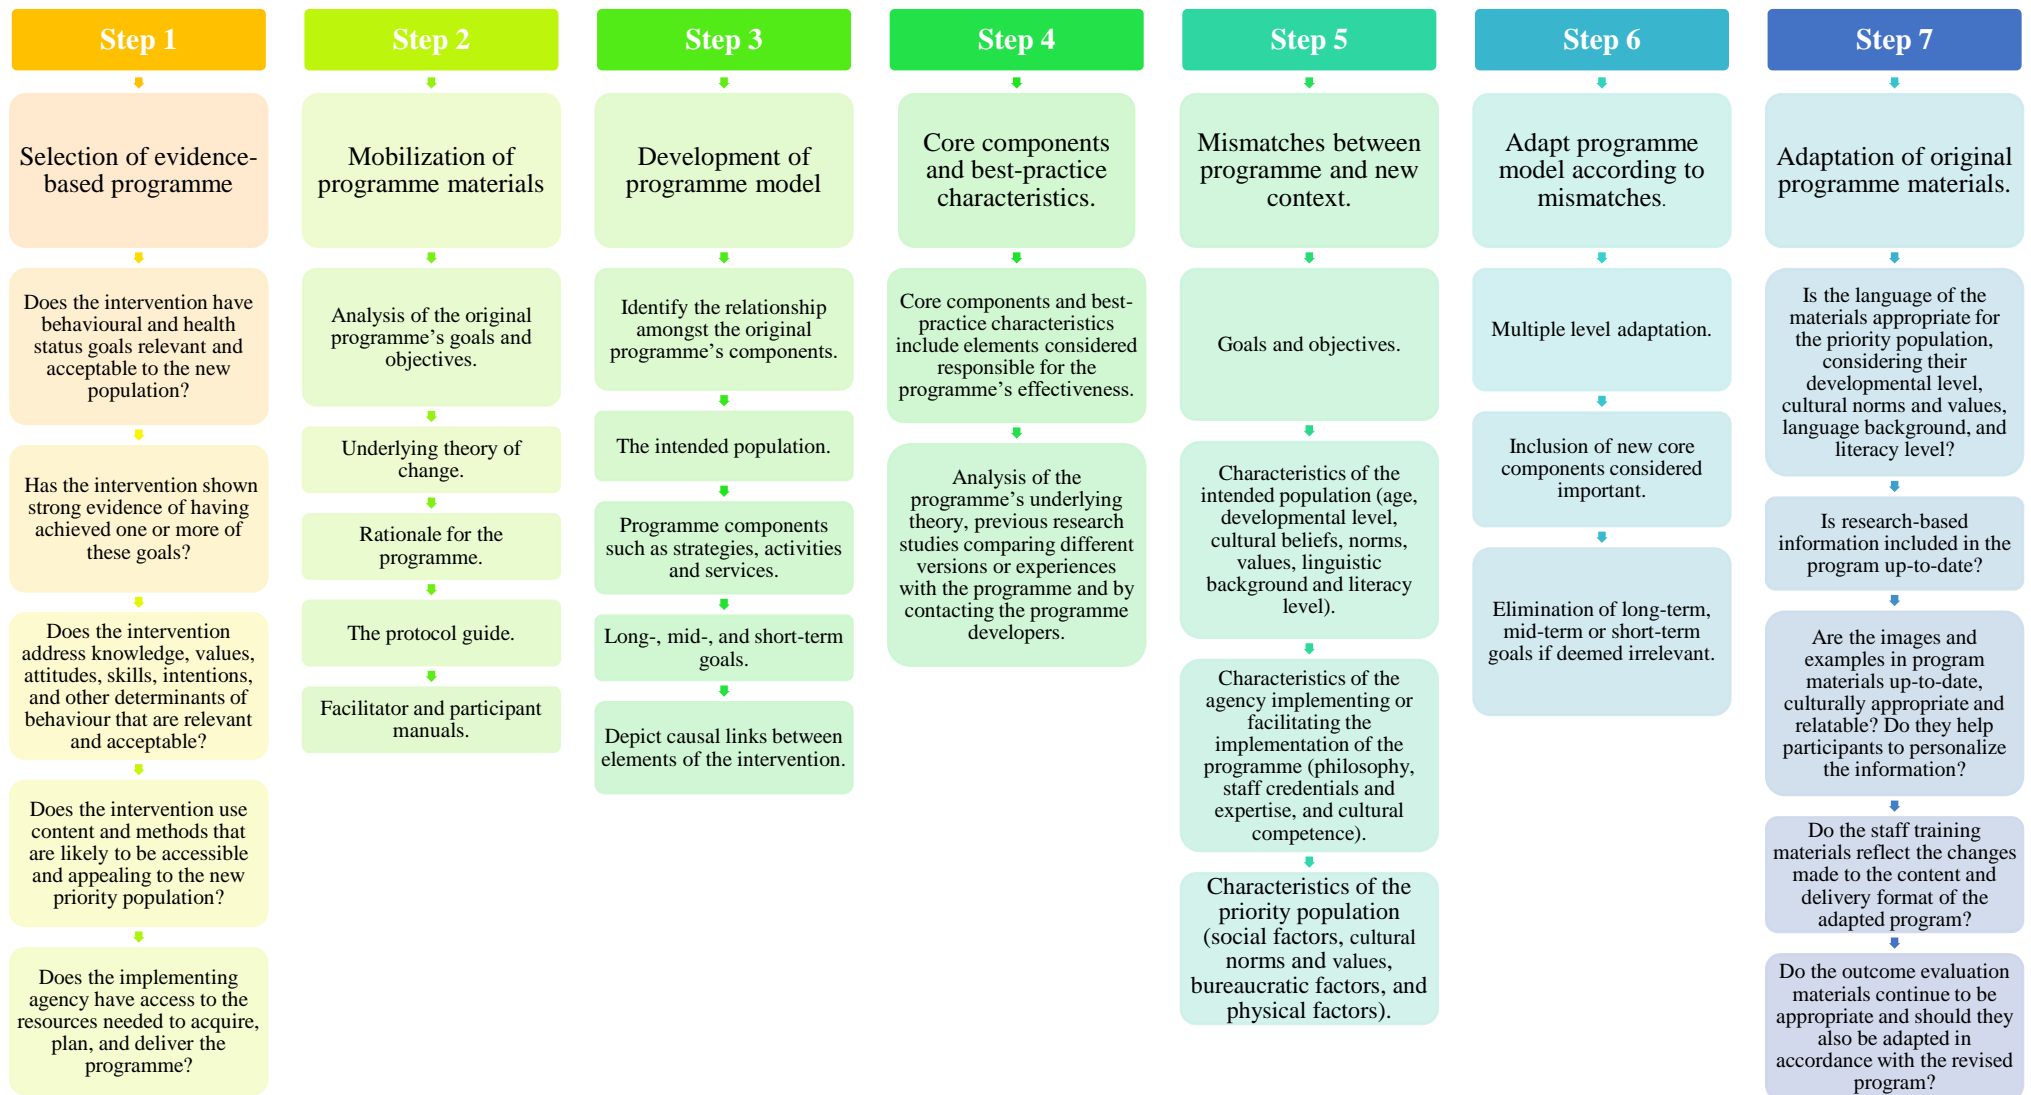 Step 1
Selection of evidence-
based programme
Does the intervention have
behavioural and health
status goals relevant and
acceptable to the new
population?
Has the intervention shown
strong evidence of having
achieved one or more of
these goals?
Does the intervention
address knowledge, values,
attitudes, skills, intentions,
and other determinants of
behaviour that are relevant
and acceptable?
Does the intervention use
content and methods that
are likely to be accessible
and appealing to the new
priority population?
Does the implementing
agency have access to the
resources needed to acquire,
plan, and deliver the
programme?
Step 2
Mobilization of
programme materials
Analysis of the original
programme’s goals and
objectives.
Underlying theory of
change.
Rationale for the
programme.
The protocol guide.
Facilitator and participant
manuals.
Step 3
Development of
programme model
Identify the relationship
amongst the original
programme’s components.
The intended population.
Programme components
such as strategies, activities
and services.
Long-, mid-, and short-term
goals.
Depict causal links between
elements of the intervention.
Step 4
Core components
and best-practice
characteristics.
Core components and best-
practice characteristics
include elements considered
responsible for the
programme’s effectiveness.
Analysis of the
programme’s underlying
theory, previous research
studies comparing different
versions or experiences
with the programme and by
contacting the programme
developers.
Step 5
Mismatches between
programme and new
context.
Goals and objectives.
Characteristics of the
intended population (age,
developmental level,
cultural beliefs, norms,
values, linguistic
background and literacy
level).
Characteristics of the
agency implementing or
facilitating the
implementation of the
programme (philosophy,
staff credentials and
expertise, and cultural
competence).
Characteristics of the
priority population
(social factors, cultural
norms and values,
bureaucratic factors, and
physical factors).
Step 6
Adapt programme
model according to
mismatches.
Multiple level adaptation.
Inclusion of new core
components considered
important.
Elimination of long-term,
mid-term or short-term
goals if deemed irrelevant.
Step 7
Adaptation of original
programme materials.
Is the language of the
materials appropriate for
the priority population,
considering their
developmental level,
cultural norms and values,
language background, and
literacy level?
Is research-based
information included in the
program up-to-date?
Are the images and
examples in program
materials up-to-date,
culturally appropriate and
relatable? Do they help
participants to personalize
the information?
Do the staff training
materials reflect the changes
made to the content and
delivery format of the
adapted program?
Do the outcome evaluation
materials continue to be
appropriate and should they
also be adapted in
accordance with the revised
program?